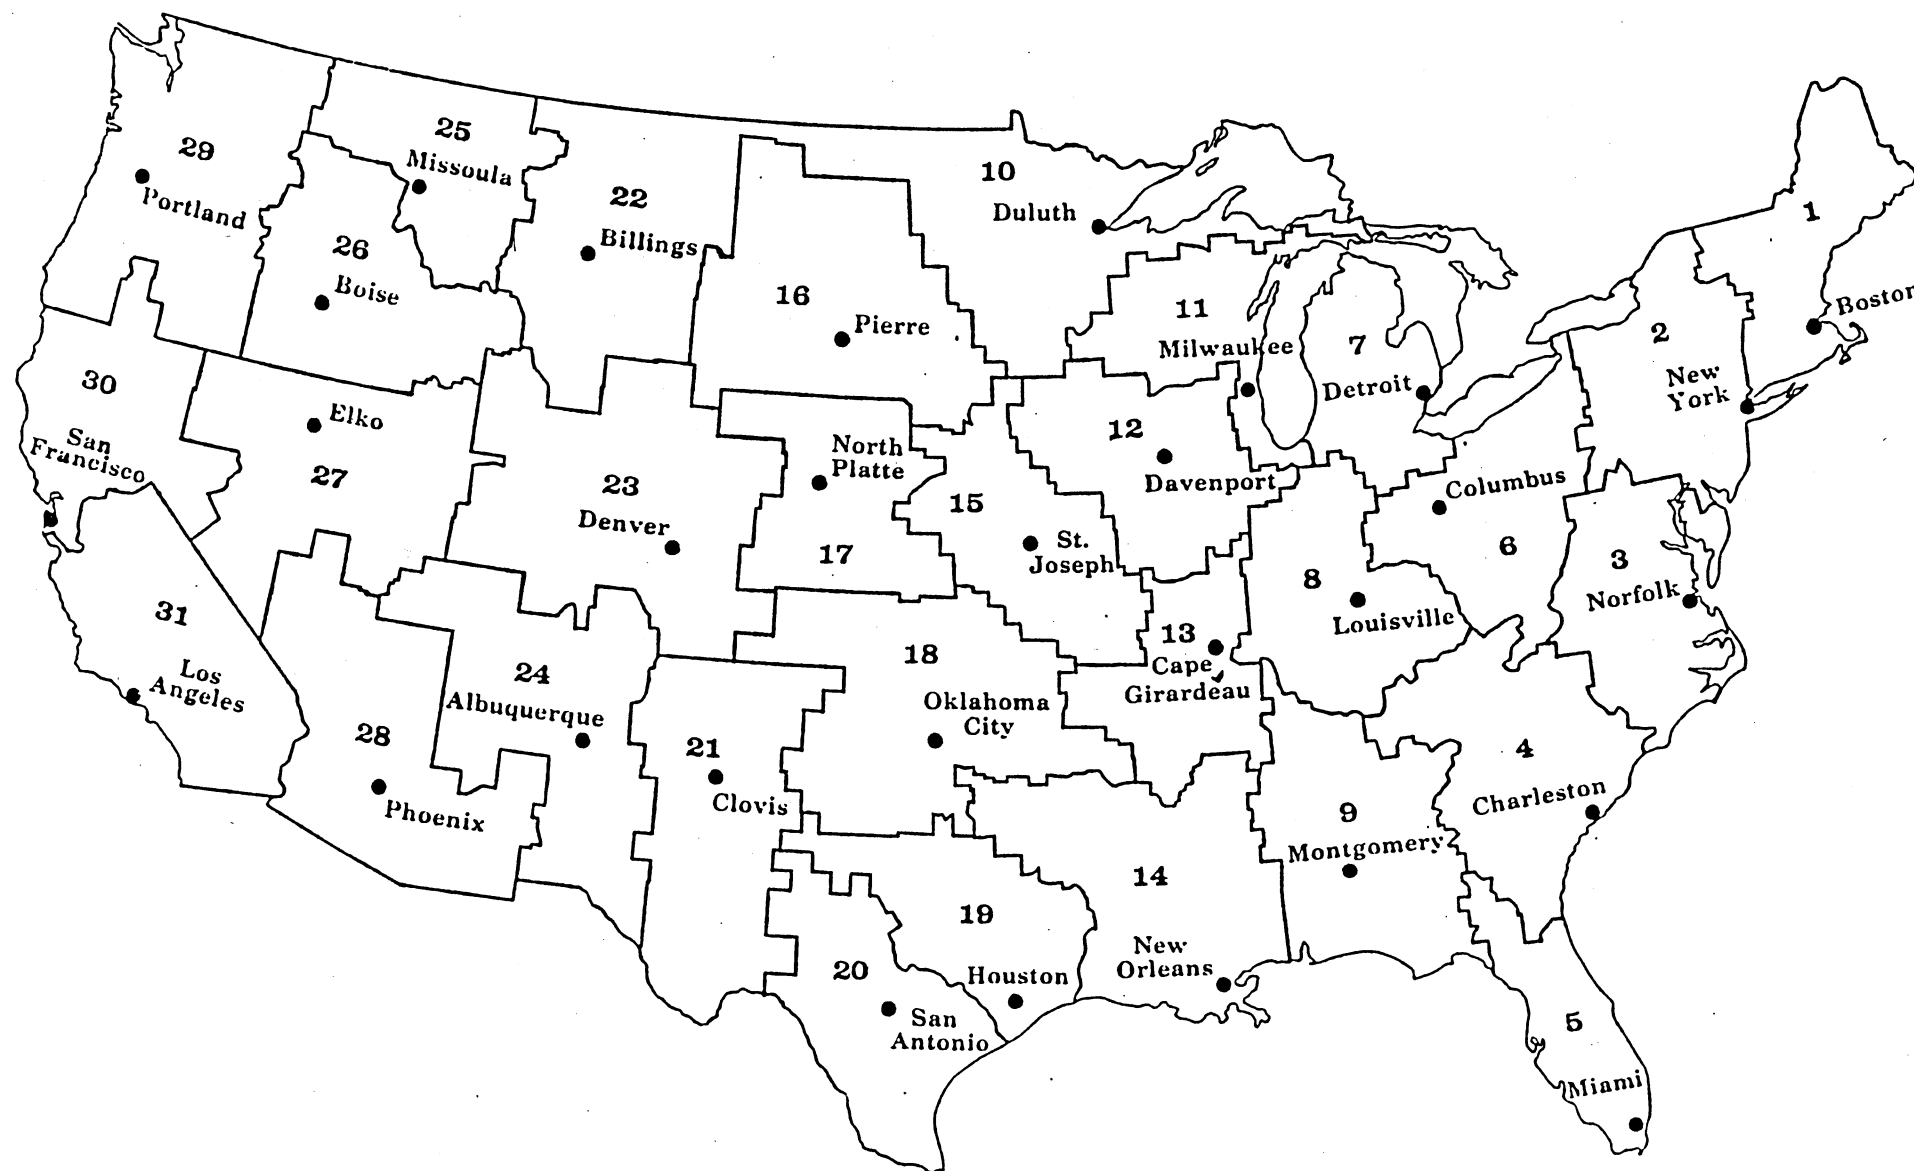 25
Missoula
29
Portland
22
Billings
10
Duluth
1
Boston
26
Boise
16
Pierre
11
Milwaukee
7
Detroit
2
New
York
30
San
Francisco
Elko
27
23
Denver
North
Platte
17
15
St.
Joseph
12
Davenport
Columbus
6
3
Norfolk
8
Louisville
31
Los
Angeles
24
Albuquerque
18
Oklahoma
City
13
Cape
Girardeau
28
Phoenix
21
Clovis
4
Charleston
9
Montgomery
14
New
Orleans
19
Houston
20
San
Antonio
5
Miami